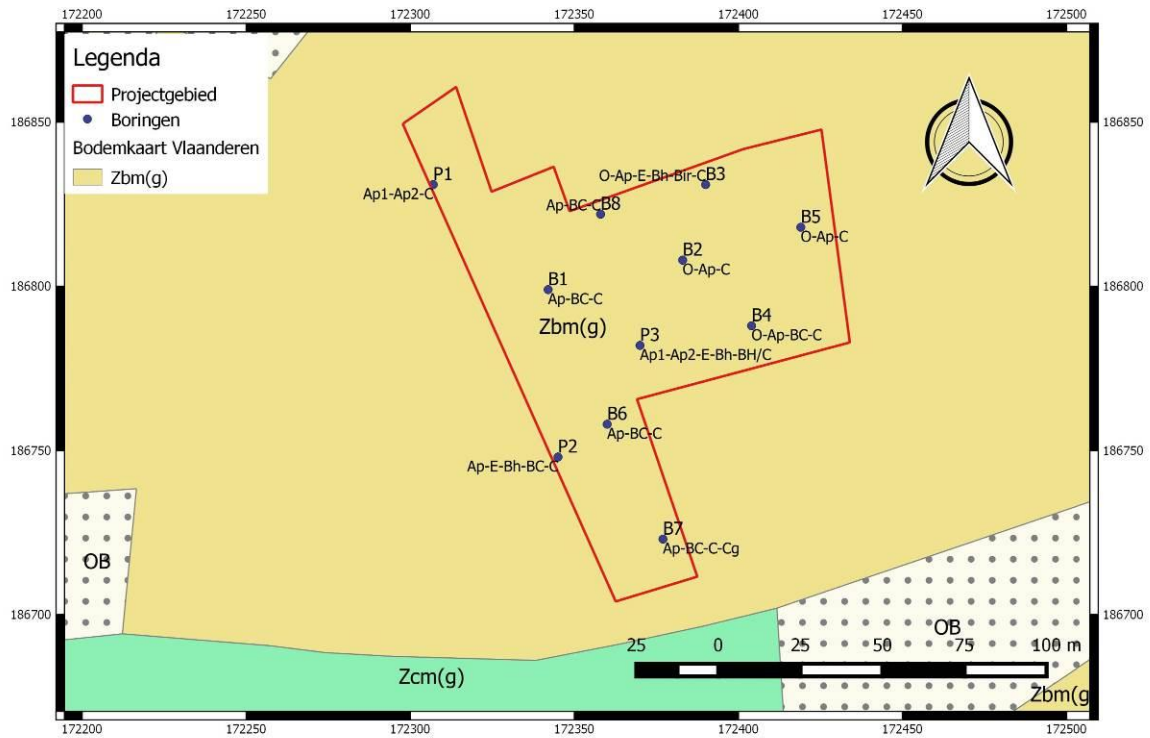 172200 172250 172300 172350 172400 172450 172500
Legenda
Projectgebied
Boringen
Bodemkaart Vlaanderen
Zbm(g)
186850 186850
P1
Ap1-Ap2-C
O-Ap-E-Bh-Bir-C
B3
Ap-BC-C
B8
B5
O-Ap-C
B2
O-Ap-C
186800 186800
B1
Ap-BC-C
Zbm(g)
B4
O-Ap-BC-C
P3
Ap1-Ap2-E-Bh-BH/C
B6
Ap-BC-C
186750 186750
P2
Ap-E-Bh-BC-C
B7
Ap-BC-C-Cg
OB
186700 186700
OB
25 0 25 50 75 100 m
Zcm(g)
Zbm(g
172200 172250 172300 172350 172400 172450 172500